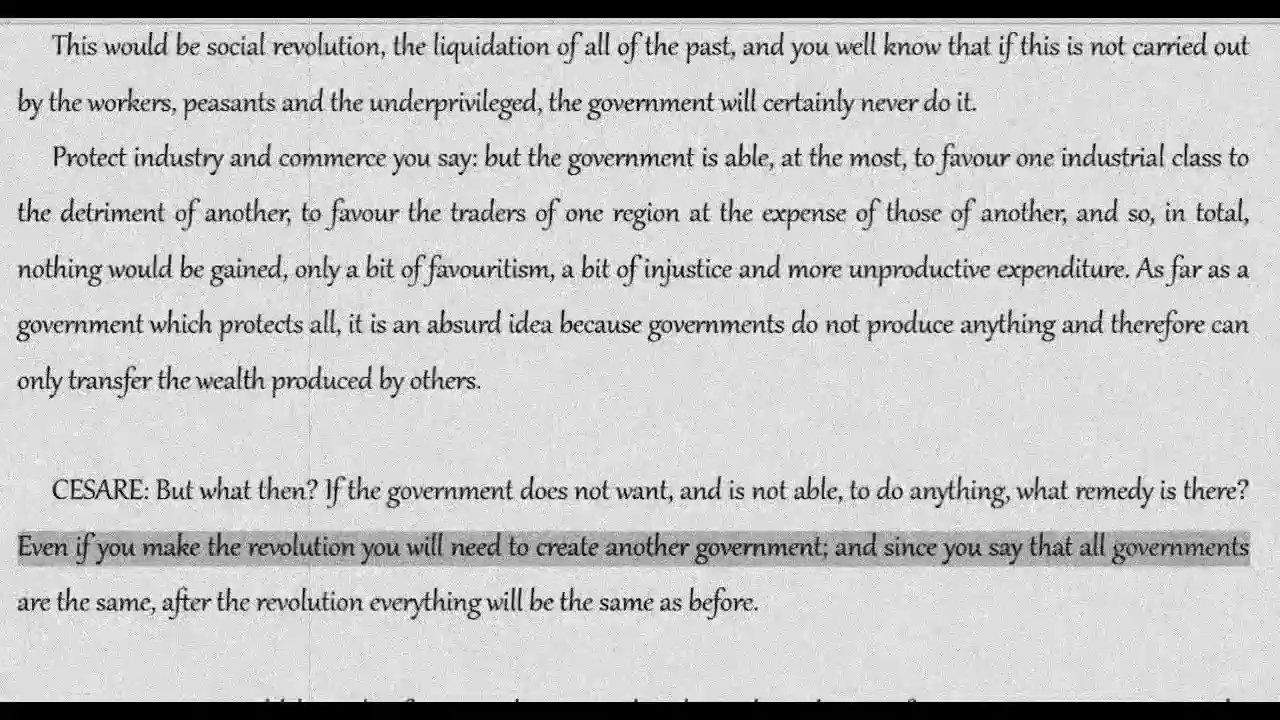 This would be social revolution, the liquidation of all of the past, and you well know that if this is not carried out
by the workers, peasants and the underprivileged, the government will certainly never do it.
Protect industry and commerce you say: but the government is able, at the most, to favour one industrial class to
the detriment of another, to favour the traders of one region at the expense of those of another, and so, in total,
nothing would be gained, only a bit of favouritism, a bit of injustice and more unproductive expenditure. As far as a
government which protects all, it is an absurd idea because governments do not produce anything and therefore can
only transfer the wealth produced by others.
CESARE: But what then? If the government does not want, and is not able, to do anything, what remedy is there?
Even if you make the revolution you will need to create another government; and since you say that all governments
are the same, after the revolution everything will be the same as before.